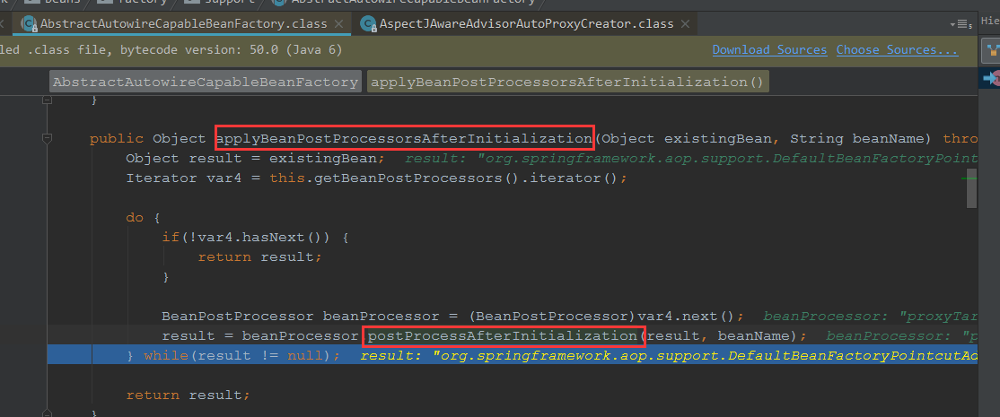 AbstractAutowireCapableBeanFactory.class AspectJAwareAdvisorAutoProxyCreator.class Hie
led .class file, bytecode version: 50.0 (Java 6) Download Sources Choose Sources...
AbstractAutowireCapableBeanFactory applyBeanPostProcessorsAfterInitialization()
}
public Object applyBeanPostProcessorsAfterInitialization(Object existingBean, String beanName) thro
Object result = existingBean; result: "org.springframework.aop.support.DefaultBeanFactoryPoint
Iterator var4 = this.getBeanPostProcessors().iterator();
do {
if(!var4.hasNext()) {
return result;
}
BeanPostProcessor beanProcessor = (BeanPostProcessor)var4.next(); beanProcessor: "proxyTar
result = beanProcessor.postProcessAfterInitialization(result, beanName); beanProcessor: "p
} while(result != null); result: "org.springframework.aop.support.DefaultBeanFactoryPointcutAd
return result;
}